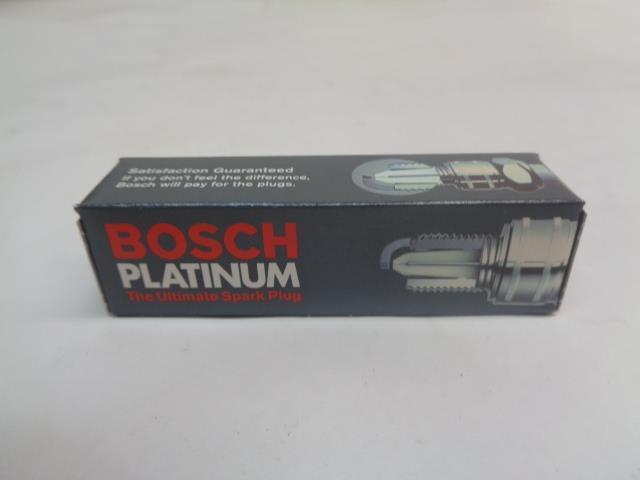 Satisfaction Guaranteed
If you don't feel the difference,
Bosch will pay for the plugs.
BOSCH
PLATINUM
The Ultimate Spark Plug